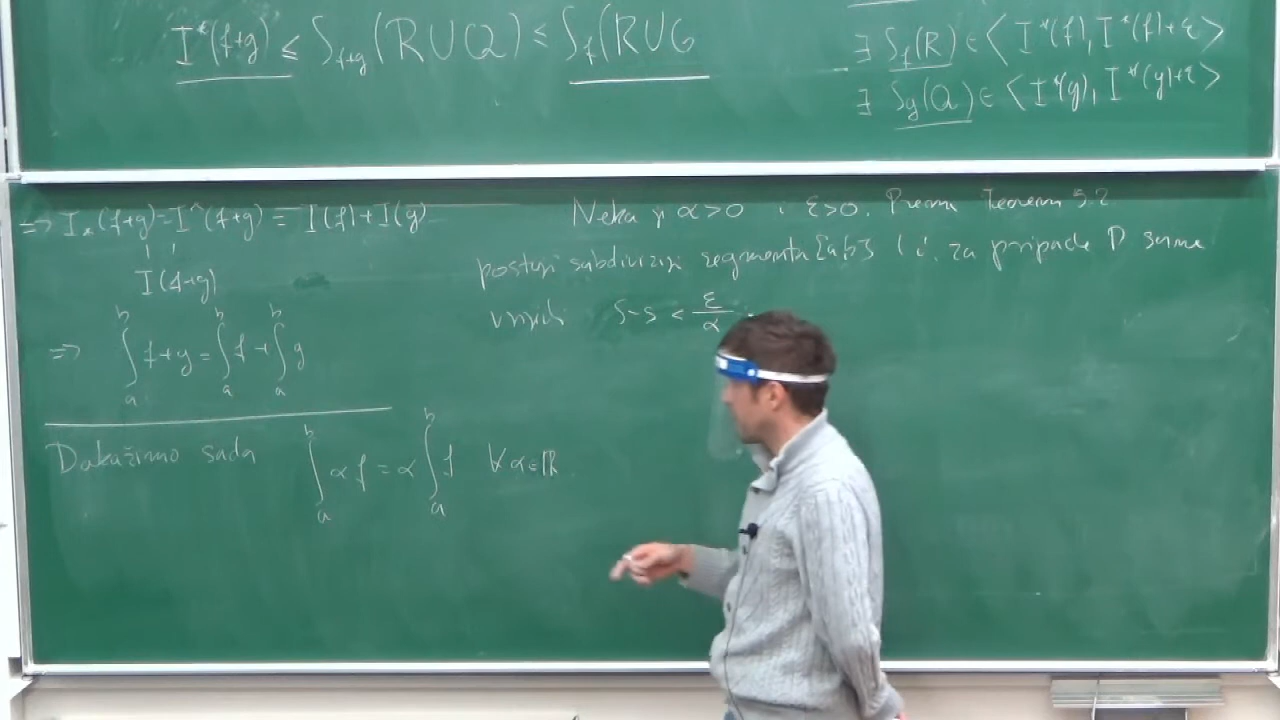 I*(f+g) ≤ S_{f+g}(R∪Q) ≤ S_f(R∪Q
∃ S_f(R) ∈ ⟨I*(f), I*(f)+ε⟩
∃ S_g(Q) ∈ ⟨I*(g), I*(g)+ε⟩
=> I_*(f+g) = I*(f+g) = I(f)+I(g)
I(f+g)
=> ∫_a^b f+g = ∫_a^b f + ∫_a^b g
Dokažimo sada ∫_a^b αf = α∫_a^b f ∀α∈ℝ
Neka je α>0 i ε>0. Prema Teorem 5.2
postoji subdivizija segmenta [a,b] t.d. za pripadne D sume
vrijedi S-s < ε/α